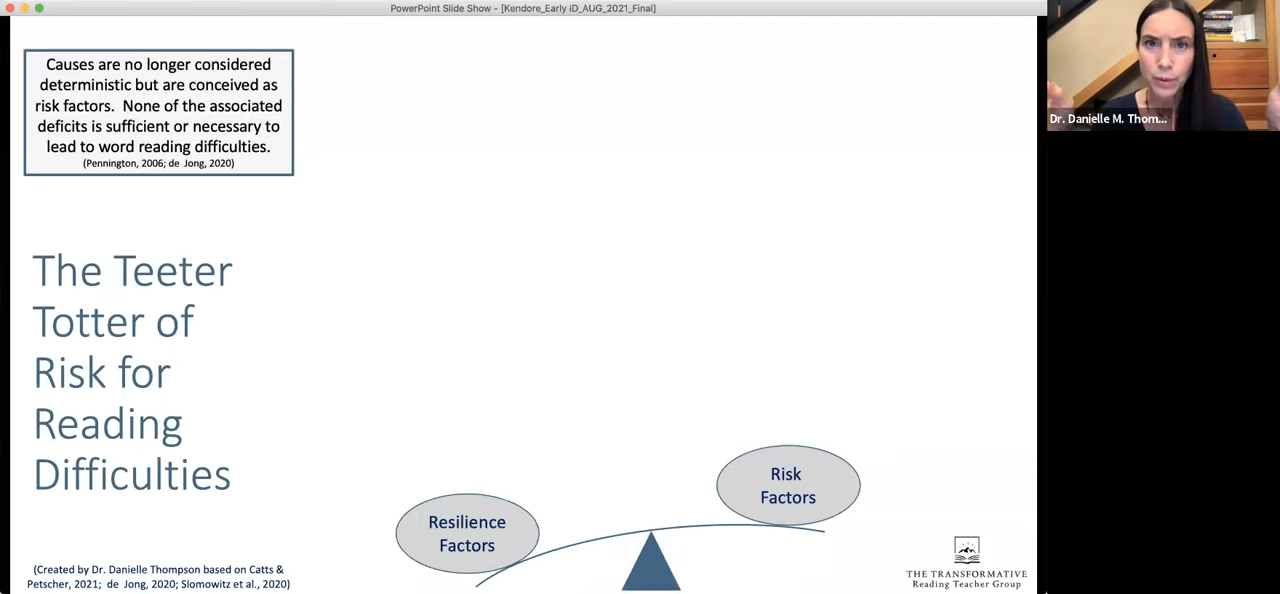 PowerPoint Slide Show - [Kendore_Early iD_AUG_2021_Final]
Causes are no longer considered
deterministic but are conceived as
risk factors. None of the associated
deficits is sufficient or necessary to
lead to word reading difficulties.
(Pennington, 2006; de Jong, 2020)
The Teeter
Totter of
Risk for
Reading
Difficulties
Resilience
Factors
Risk
Factors
(Created by Dr. Danielle Thompson based on Catts &
Petscher, 2021; de Jong, 2020; Slomowitz et al., 2020)
THE TRANSFORMATIVE
Reading Teacher Group
Dr. Danielle M. Thom...